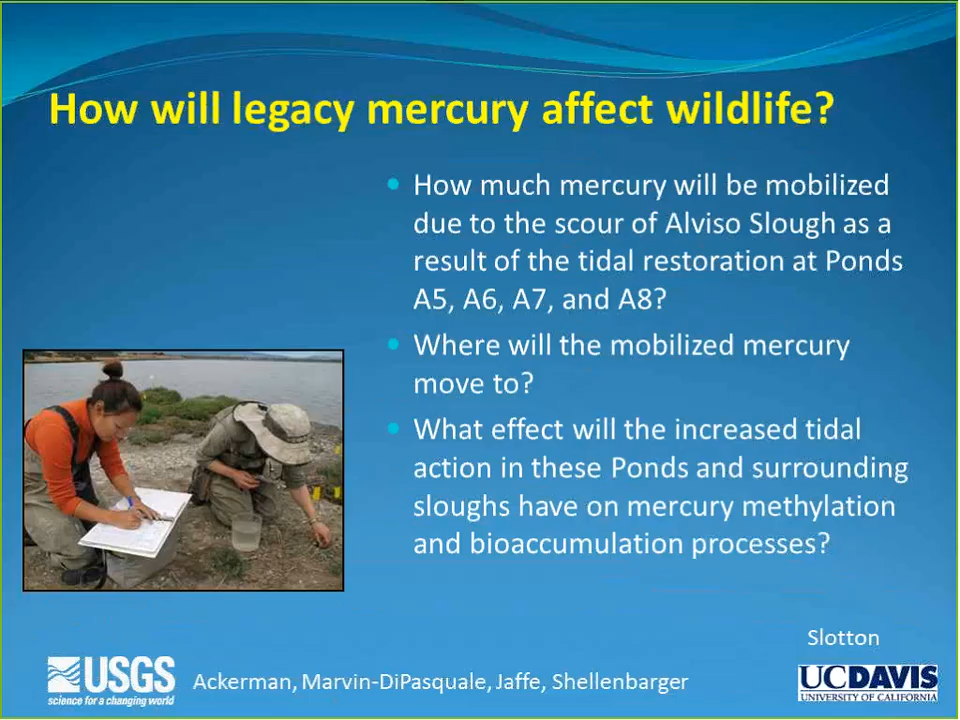 How will legacy mercury affect wildlife?
How much mercury will be mobilized
due to the scour of Alviso Slough as a
result of the tidal restoration at Ponds
A5, A6, A7, and A8?
Where will the mobilized mercury
move to?
What effect will the increased tidal
action in these Ponds and surrounding
sloughs have on mercury methylation
and bioaccumulation processes?
Slotton
USGS
science for a changing world
Ackerman, Marvin-DiPasquale, Jaffe, Shellenbarger
UCDAVIS
UNIVERSITY OF CALIFORNIA